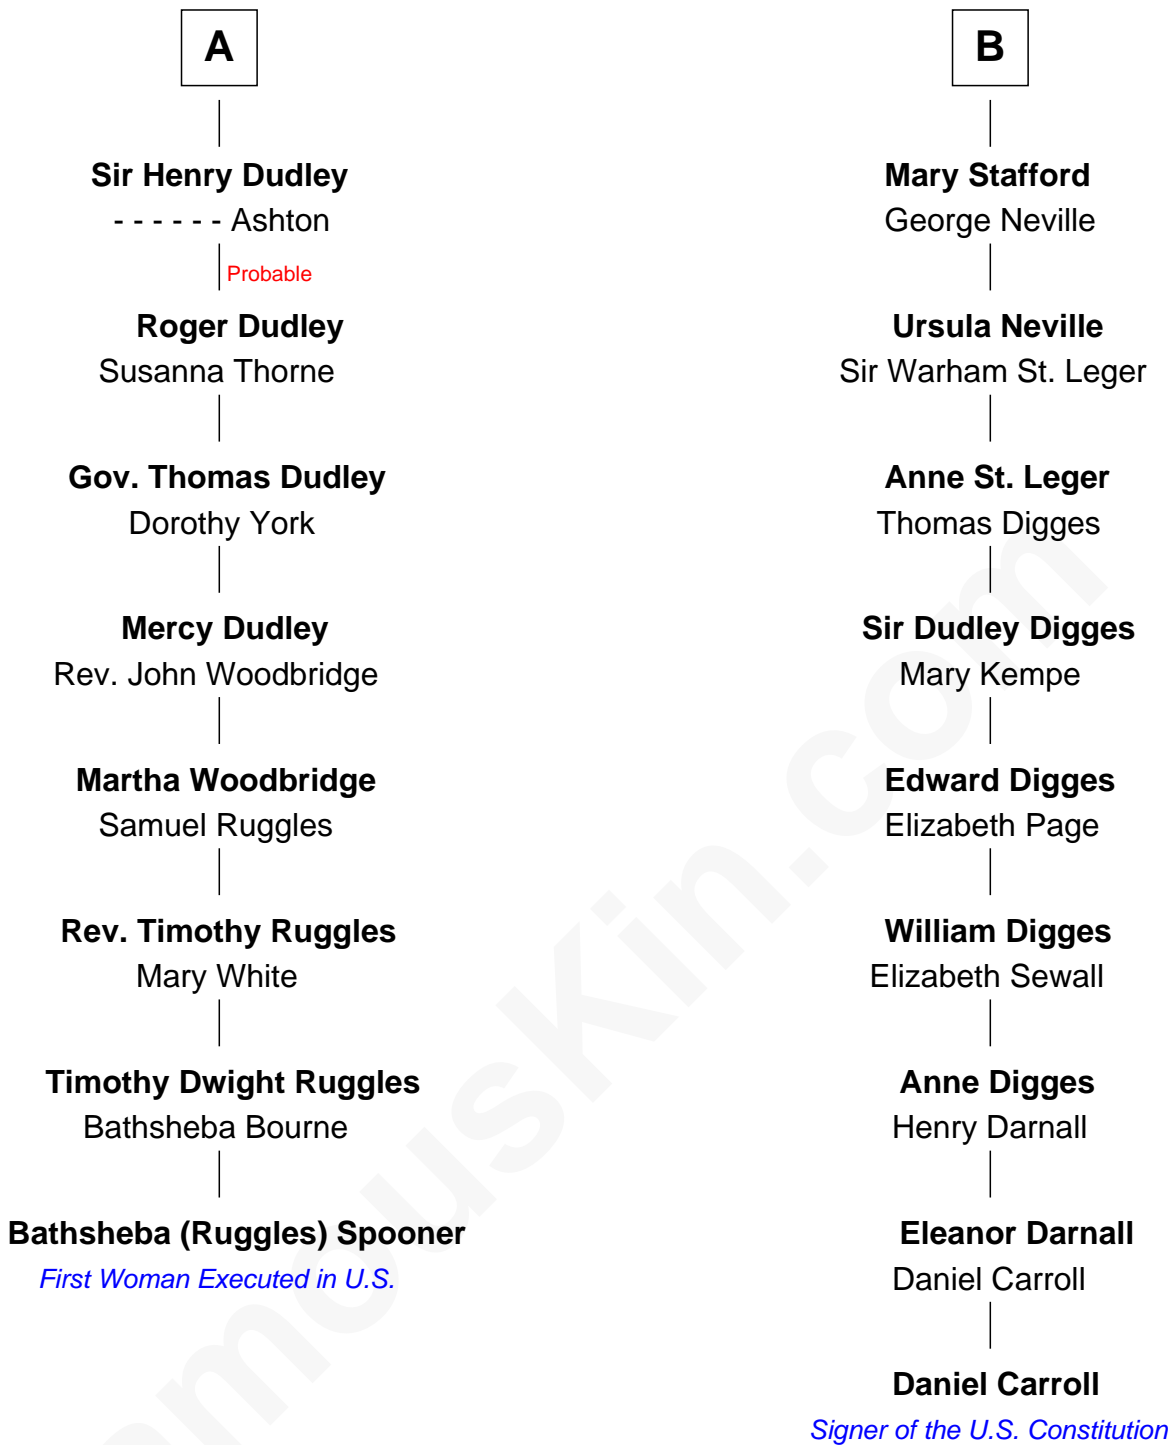 A
Sir Henry Dudley
- - - - - - Ashton
Probable
Roger Dudley
Susanna Thorne
Gov. Thomas Dudley
Dorothy York
Mercy Dudley
Rev. John Woodbridge
Martha Woodbridge
Samuel Ruggles
Rev. Timothy Ruggles
Mary White
Timothy Dwight Ruggles
Bathsheba Bourne
Bathsheba (Ruggles) Spooner
First Woman Executed in U.S.
B
Mary Stafford
George Neville
Ursula Neville
Sir Warham St. Leger
Anne St. Leger
Thomas Digges
Sir Dudley Digges
Mary Kempe
Edward Digges
Elizabeth Page
William Digges
Elizabeth Sewall
Anne Digges
Henry Darnall
Eleanor Darnall
Daniel Carroll
Daniel Carroll
Signer of the U.S. Constitution
amousKin.com